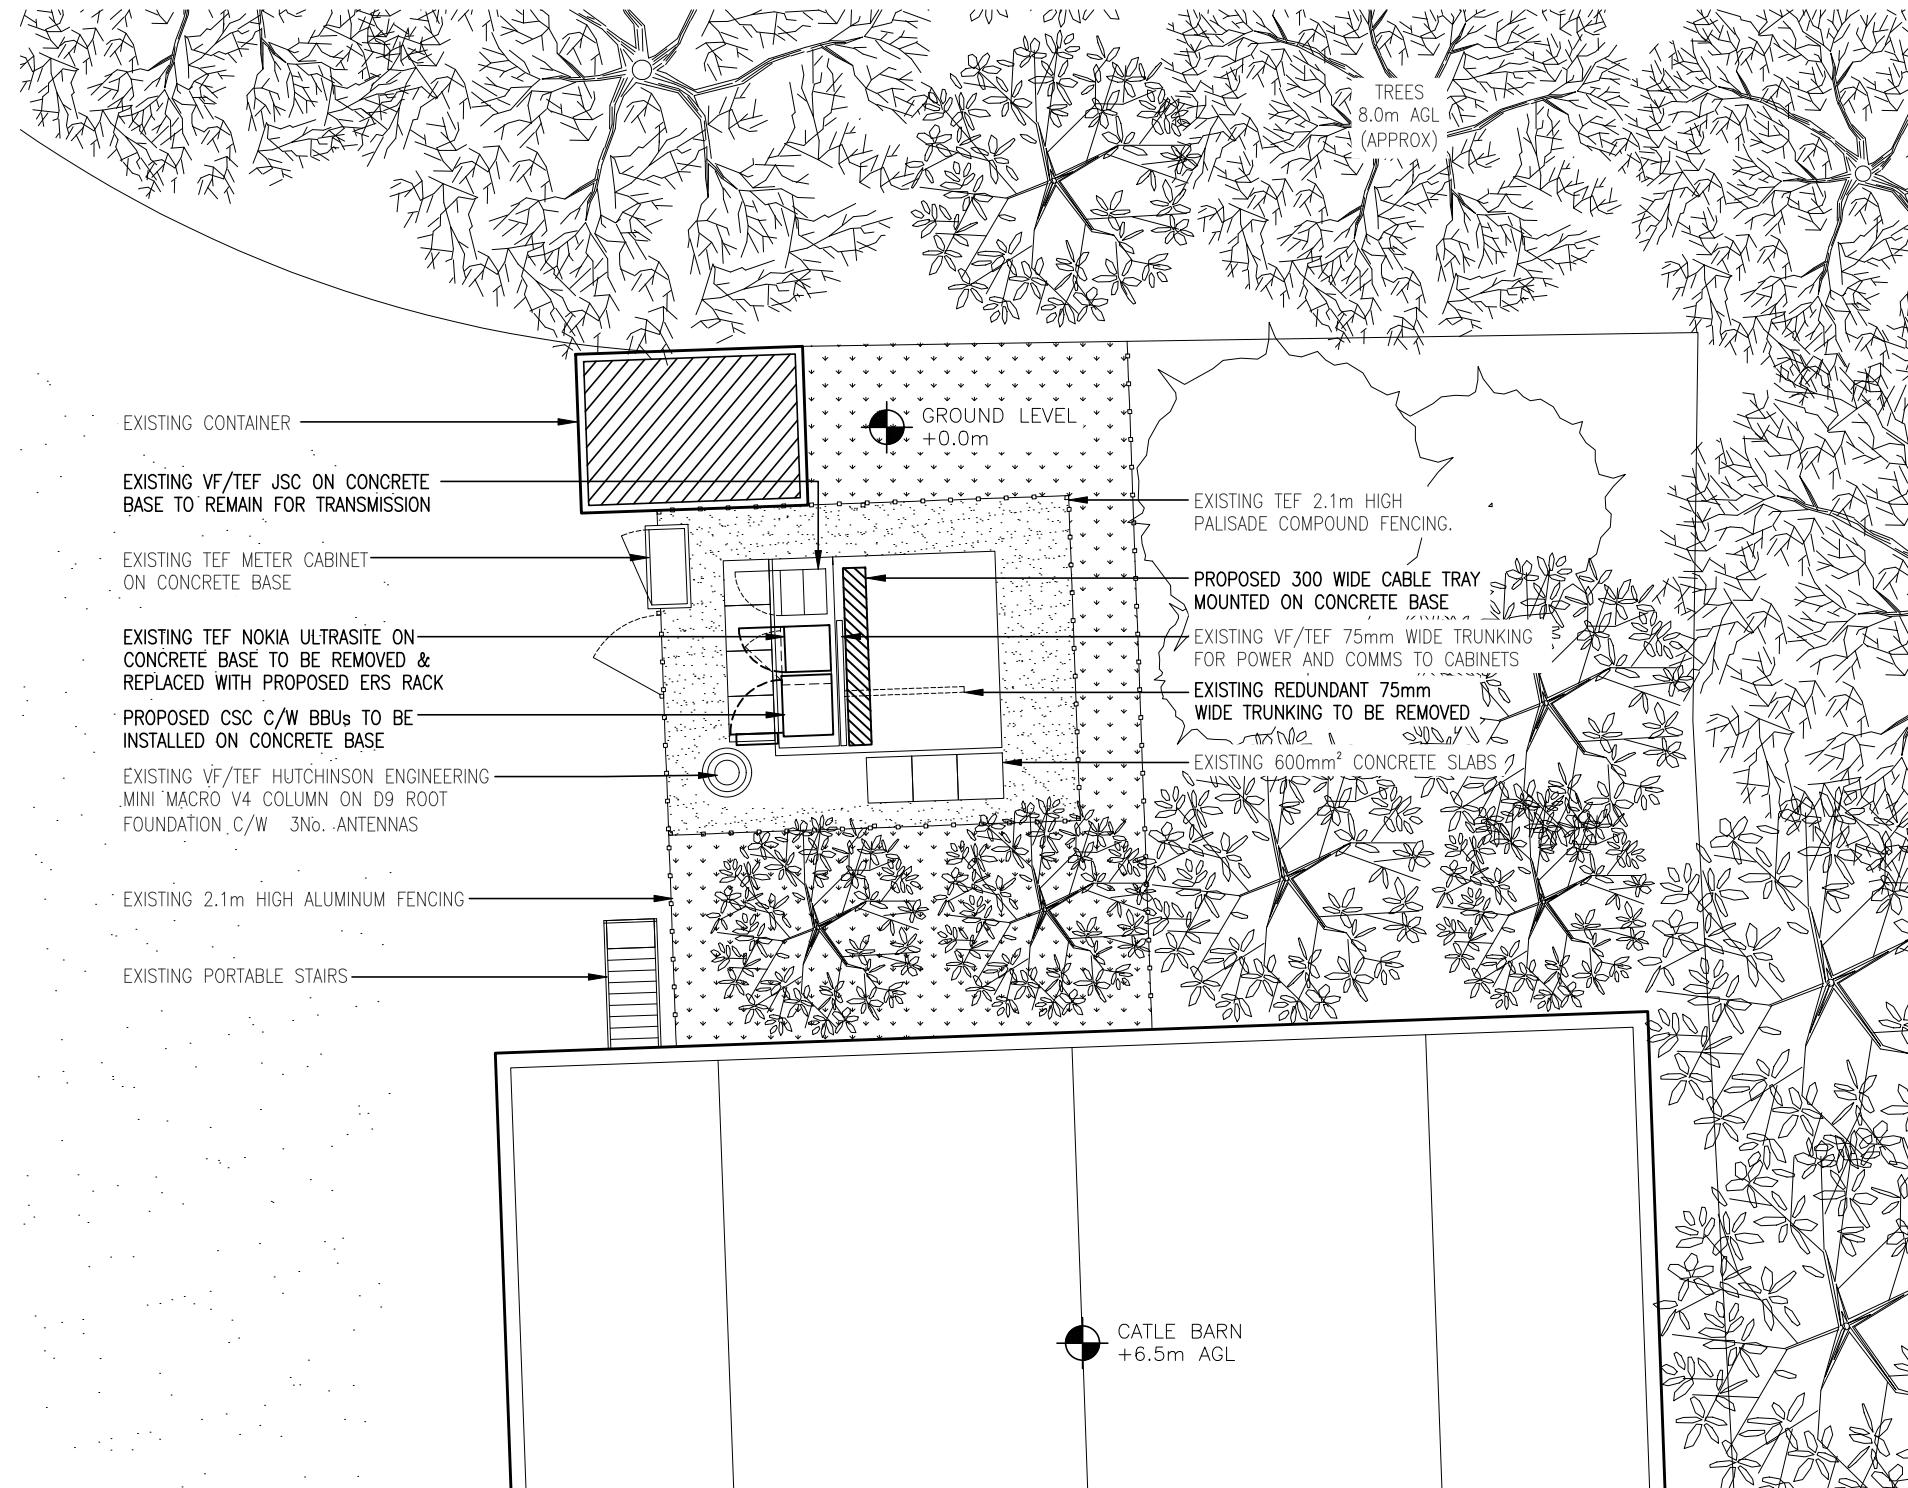 TREES
8.0m AGL
(APPROX)
EXISTING CONTAINER
GROUND LEVEL
+0.0m
EXISTING VF/TEF JSC ON CONCRETE
BASE TO REMAIN FOR TRANSMISSION
EXISTING TEF METER CABINET
ON CONCRETE BASE
EXISTING TEF NOKIA ULTRASITE ON
CONCRETE BASE TO BE REMOVED &
REPLACED WITH PROPOSED ERS RACK
PROPOSED CSC C/W BBUs TO BE
INSTALLED ON CONCRETE BASE
EXISTING VF/TEF HUTCHINSON ENGINEERING
MINI MACRO V4 COLUMN ON D9 ROOT
FOUNDATION C/W 3No. ANTENNAS
EXISTING 2.1m HIGH ALUMINUM FENCING
EXISTING PORTABLE STAIRS
EXISTING TEF 2.1m HIGH
PALISADE COMPOUND FENCING.
PROPOSED 300 WIDE CABLE TRAY
MOUNTED ON CONCRETE BASE
EXISTING VF/TEF 75mm WIDE TRUNKING
FOR POWER AND COMMS TO CABINETS
EXISTING REDUNDANT 75mm
WIDE TRUNKING TO BE REMOVED
EXISTING 600mm² CONCRETE SLABS
CATLE BARN
+6.5m AGL